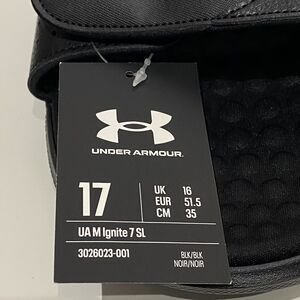 UNDER ARMOUR
17
UK 16
EUR 51.5
CM 35
UA M Ignite 7 SL
3026023-001
BLK/BLK
NOIR/NOIR